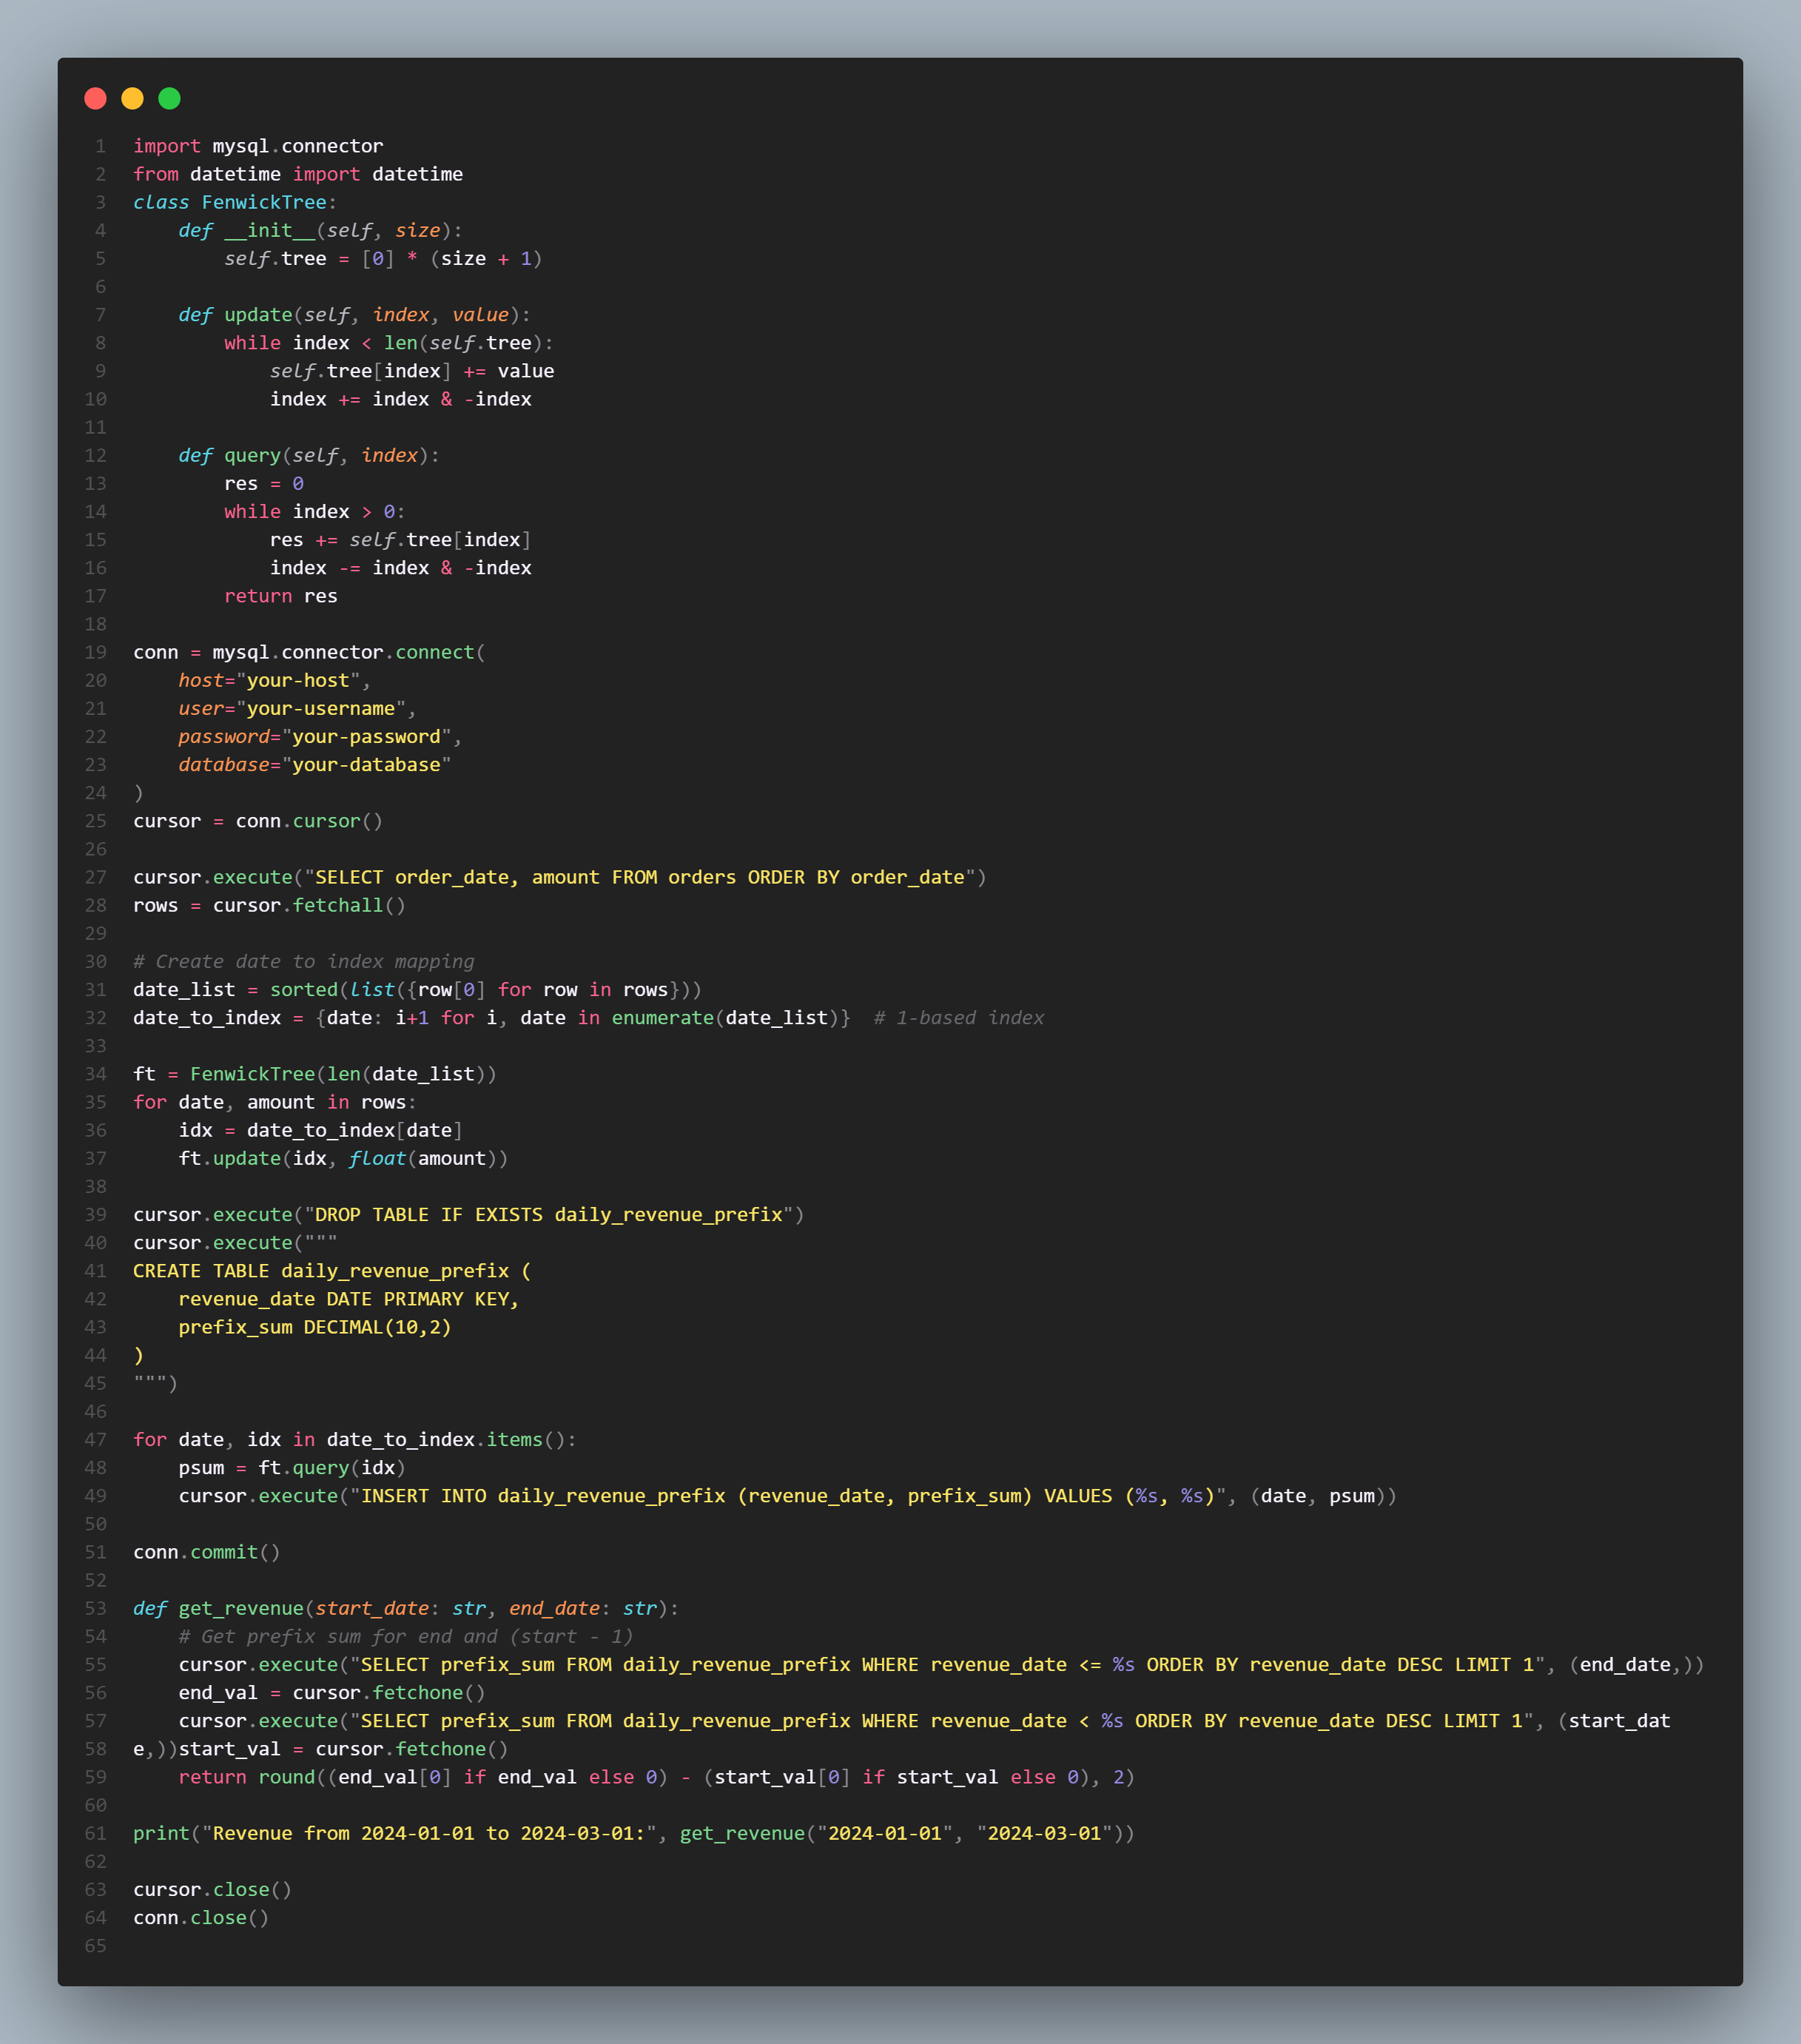 1 import mysql.connector
2 from datetime import datetime
3 class FenwickTree:
4     def __init__(self, size):
5         self.tree = [0] * (size + 1)
6
7     def update(self, index, value):
8         while index < len(self.tree):
9             self.tree[index] += value
10             index += index & -index
11
12     def query(self, index):
13         res = 0
14         while index > 0:
15             res += self.tree[index]
16             index -= index & -index
17         return res
18
19 conn = mysql.connector.connect(
20     host="your-host",
21     user="your-username",
22     password="your-password",
23     database="your-database"
24 )
25 cursor = conn.cursor()
26
27 cursor.execute("SELECT order_date, amount FROM orders ORDER BY order_date")
28 rows = cursor.fetchall()
29
30 # Create date to index mapping
31 date_list = sorted(list({row[0] for row in rows}))
32 date_to_index = {date: i+1 for i, date in enumerate(date_list)}  # 1-based index
33
34 ft = FenwickTree(len(date_list))
35 for date, amount in rows:
36     idx = date_to_index[date]
37     ft.update(idx, float(amount))
38
39 cursor.execute("DROP TABLE IF EXISTS daily_revenue_prefix")
40 cursor.execute("""
41 CREATE TABLE daily_revenue_prefix (
42     revenue_date DATE PRIMARY KEY,
43     prefix_sum DECIMAL(10,2)
44 )
45 """)
46
47 for date, idx in date_to_index.items():
48     psum = ft.query(idx)
49     cursor.execute("INSERT INTO daily_revenue_prefix (revenue_date, prefix_sum) VALUES (%s, %s)", (date, psum))
50
51 conn.commit()
52
53 def get_revenue(start_date: str, end_date: str):
54     # Get prefix sum for end and (start - 1)
55     cursor.execute("SELECT prefix_sum FROM daily_revenue_prefix WHERE revenue_date <= %s ORDER BY revenue_date DESC LIMIT 1", (end_date,))
56     end_val = cursor.fetchone()
57     cursor.execute("SELECT prefix_sum FROM daily_revenue_prefix WHERE revenue_date < %s ORDER BY revenue_date DESC LIMIT 1", (start_dat
58 e,))start_val = cursor.fetchone()
59     return round((end_val[0] if end_val else 0) - (start_val[0] if start_val else 0), 2)
60
61 print("Revenue from 2024-01-01 to 2024-03-01:", get_revenue("2024-01-01", "2024-03-01"))
62
63 cursor.close()
64 conn.close()
65